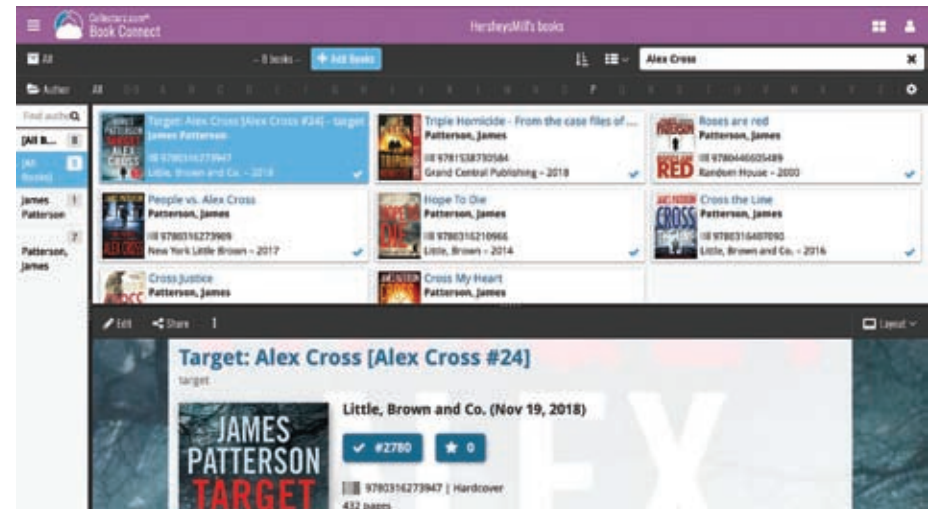 Book Connect
HersheysMill's books
All
- 8 books -
Add Books
Alex Cross
Author
All
F
Find autho
[All B... 8
[All Books] 1
James Patterson 1
Patterson, James 7
Target: Alex Cross [Alex Cross #24] - target
James Patterson
9780316273947
Little, Brown and Co. - 2018
Triple Homicide - From the case files of ...
Patterson, James
9781538730584
Grand Central Publishing - 2018
Roses are red
Patterson, James
9780446605489
Random House - 2000
People vs. Alex Cross
Patterson, James
9780316273909
New York Little Brown - 2017
Hope To Die
Patterson, James
9780316210966
Little, Brown - 2014
Cross the Line
Patterson, James
9780316407090
Little, Brown and Co. - 2016
Cross Justice
Patterson, James
Cross My Heart
Patterson, James
Edit
Share
Layout
Target: Alex Cross [Alex Cross #24]
target
Little, Brown and Co. (Nov 19, 2018)
#2780
0
9780316273947 | Hardcover
432 pages
JAMES
PATTERSON
TARGET